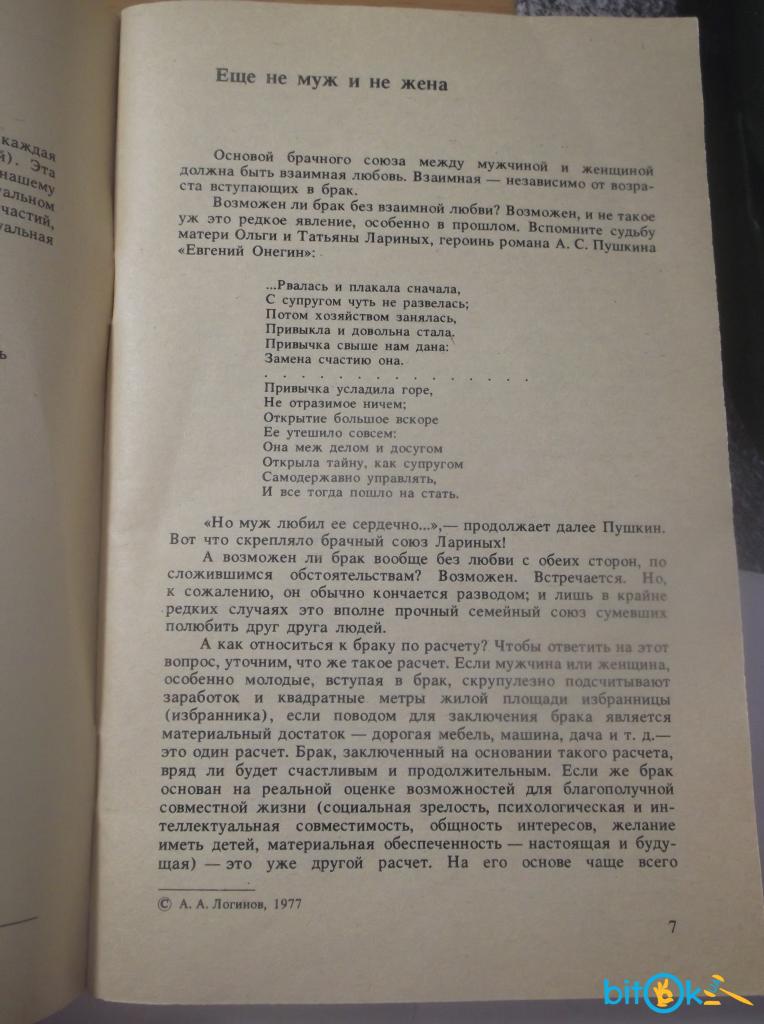 каждая
й). Эта
нашему
уальном
частий,
уальная
ь
Еще не муж и не жена
Основой брачного союза между мужчиной и женщиной
должна быть взаимная любовь. Взаимная — независимо от возра-
ста вступающих в брак.
Возможен ли брак без взаимной любви? Возможен, и не такое
уж это редкое явление, особенно в прошлом. Вспомните судьбу
матери Ольги и Татьяны Лариных, героинь романа А. С. Пушкина
«Евгений Онегин»:
...Рвалась и плакала сначала,
С супругом чуть не развелась;
Потом хозяйством занялась,
Привыкла и довольна стала.
Привычка свыше нам дана:
Замена счастию она.
. . . . . . . . . . . . . . .
Привычка усладила горе,
Не отразимое ничем;
Открытие большое вскоре
Ее утешило совсем:
Она меж делом и досугом
Открыла тайну, как супругом
Самодержавно управлять,
И все тогда пошло на стать.
«Но муж любил ее сердечно...»,— продолжает далее Пушкин.
Вот что скрепляло брачный союз Лариных!
А возможен ли брак вообще без любви с обеих сторон, по
сложившимся обстоятельствам? Возможен. Встречается. Но,
к сожалению, он обычно кончается разводом; и лишь в крайне
редких случаях это вполне прочный семейный союз сумевших
полюбить друг друга людей.
А как относиться к браку по расчету? Чтобы ответить на этот
вопрос, уточним, что же такое расчет. Если мужчина или женщина,
особенно молодые, вступая в брак, скрупулезно подсчитывают
заработок и квадратные метры жилой площади избранницы
(избранника), если поводом для заключения брака является
материальный достаток — дорогая мебель, машина, дача и т. д.—
это один расчет. Брак, заключенный на основании такого расчета,
вряд ли будет счастливым и продолжительным. Если же брак
основан на реальной оценке возможностей для благополучной
совместной жизни (социальная зрелость, психологическая и ин-
теллектуальная совместимость, общность интересов, желание
иметь детей, материальная обеспеченность — настоящая и буду-
щая) — это уже другой расчет. На его основе чаще всего
© А. А. Логинов, 1977
7
bitok